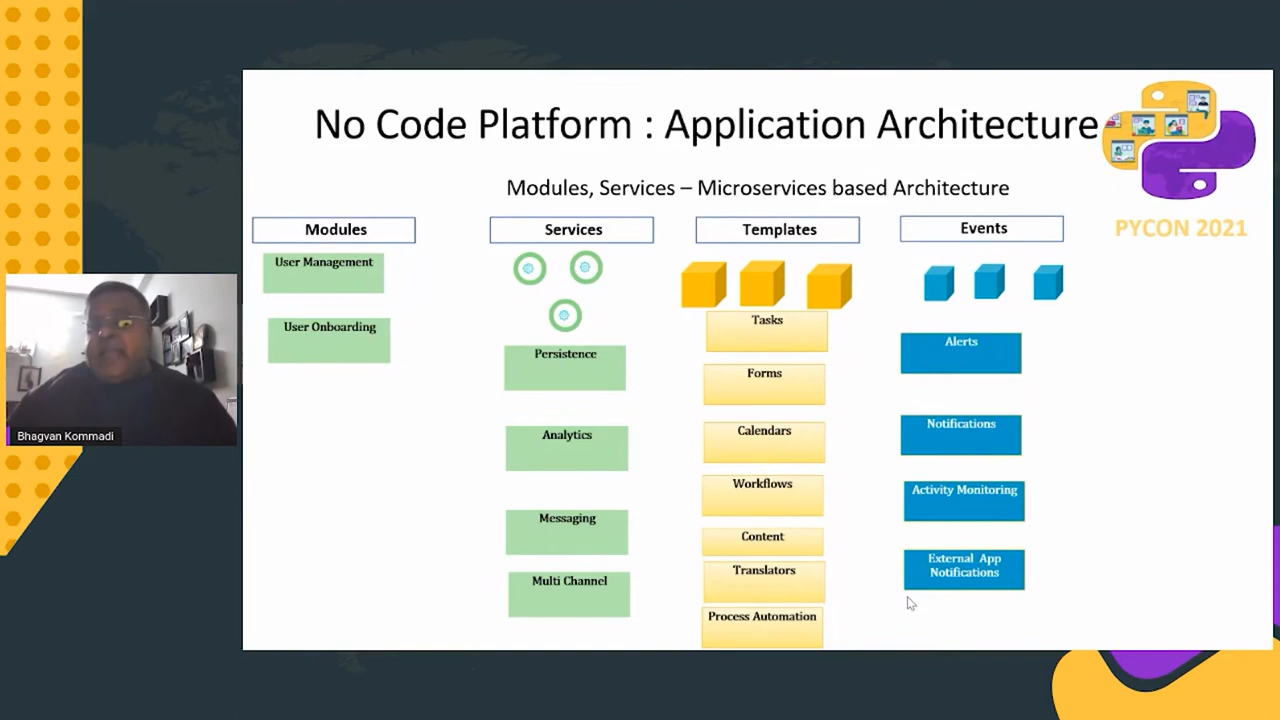 No Code Platform : Application Architecture
Modules, Services – Microservices based Architecture
PYCON 2021
Modules
User Management
User Onboarding
Services
Persistence
Analytics
Messaging
Multi Channel
Templates
Tasks
Forms
Calendars
Workflows
Content
Translators
Process Automation
Events
Alerts
Notifications
Activity Monitoring
External App
Notifications
Bhagvan Kommadi